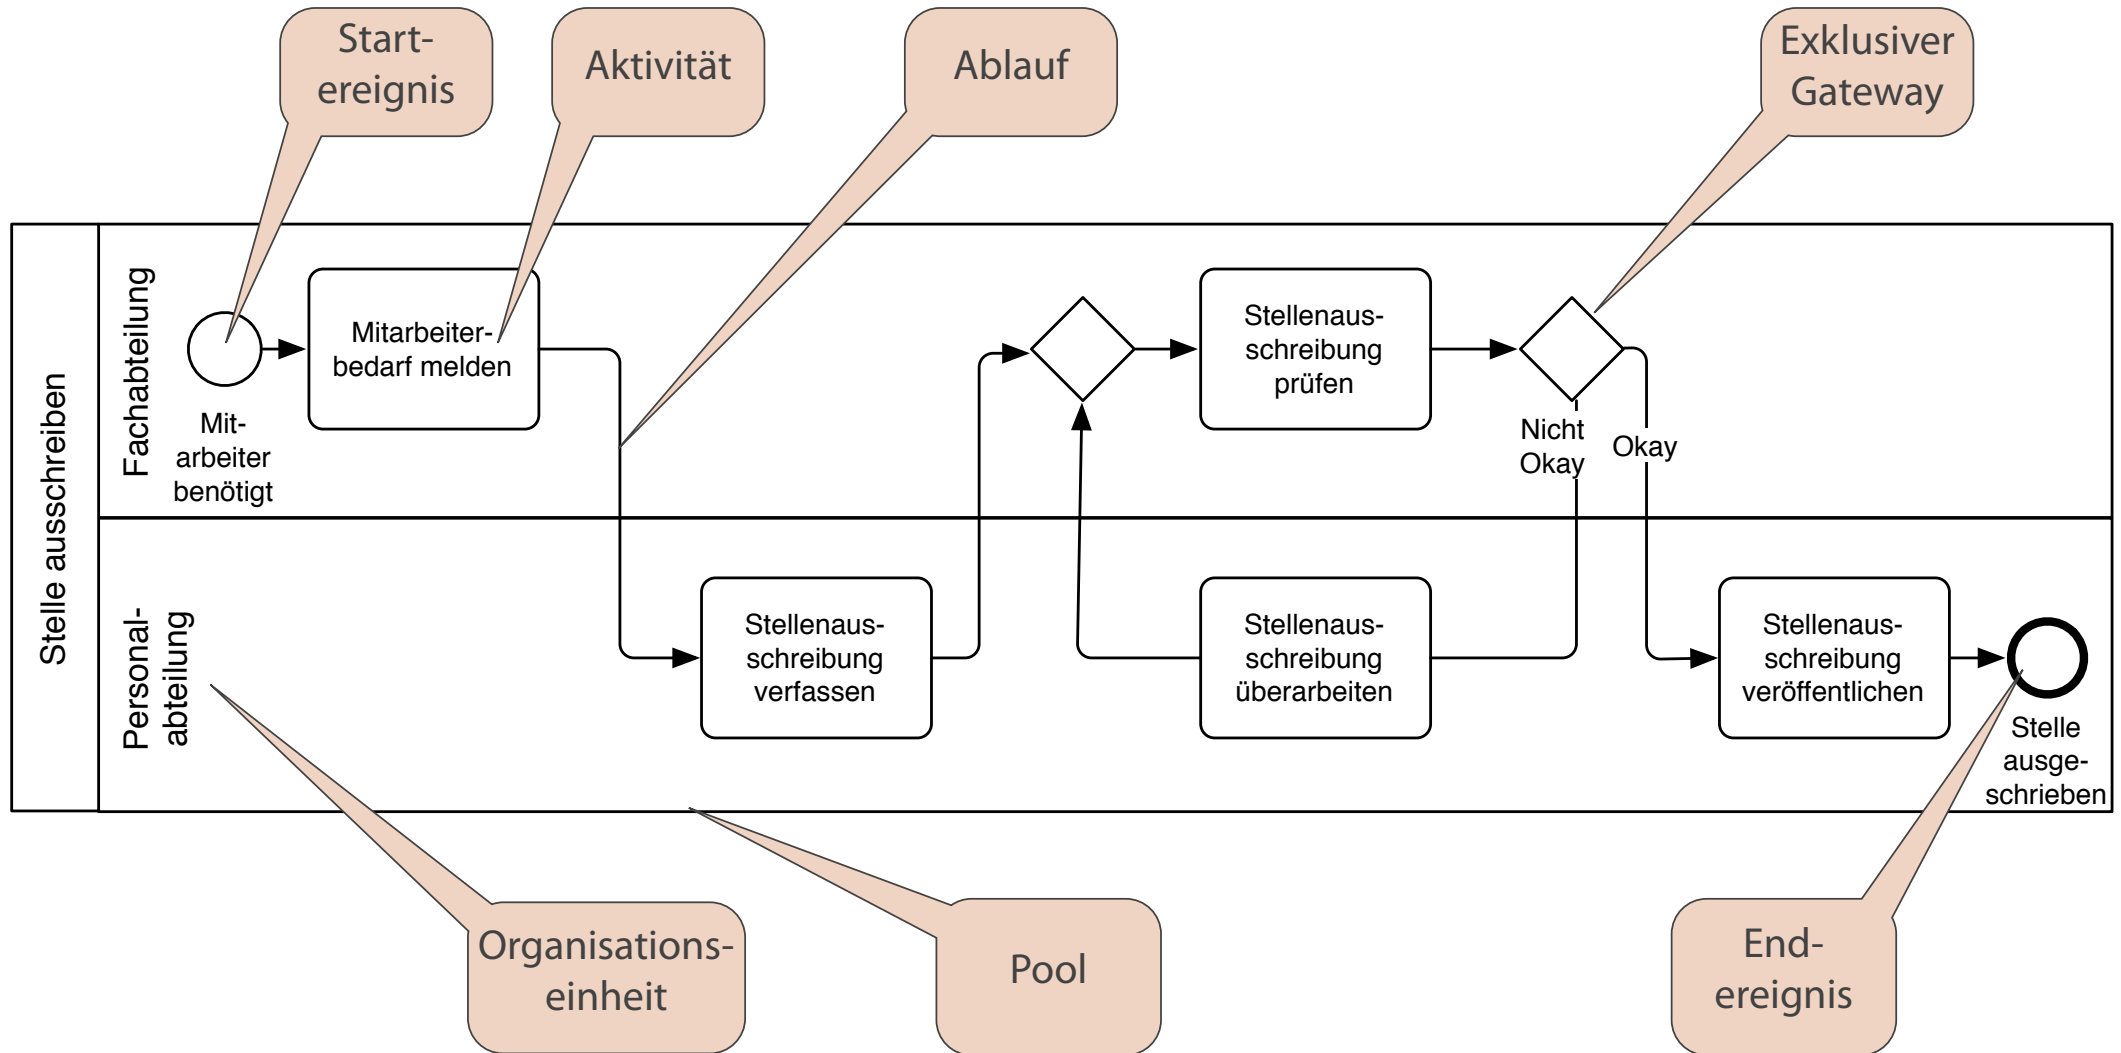 Start-
ereignis
Aktivität
Ablauf
Exklusiver
Gateway
Stelle ausschreiben
Fachabteilung
Mit-
arbeiter
benötigt
Mitarbeiter-
bedarf melden
Stellenaus-
schreibung
prüfen
Nicht
Okay
Okay
Personal-
abteilung
Stellenaus-
schreibung
verfassen
Stellenaus-
schreibung
überarbeiten
Stellenaus-
schreibung
veröffentlichen
Stelle
ausge-
schrieben
Organisations-
einheit
Pool
End-
ereignis